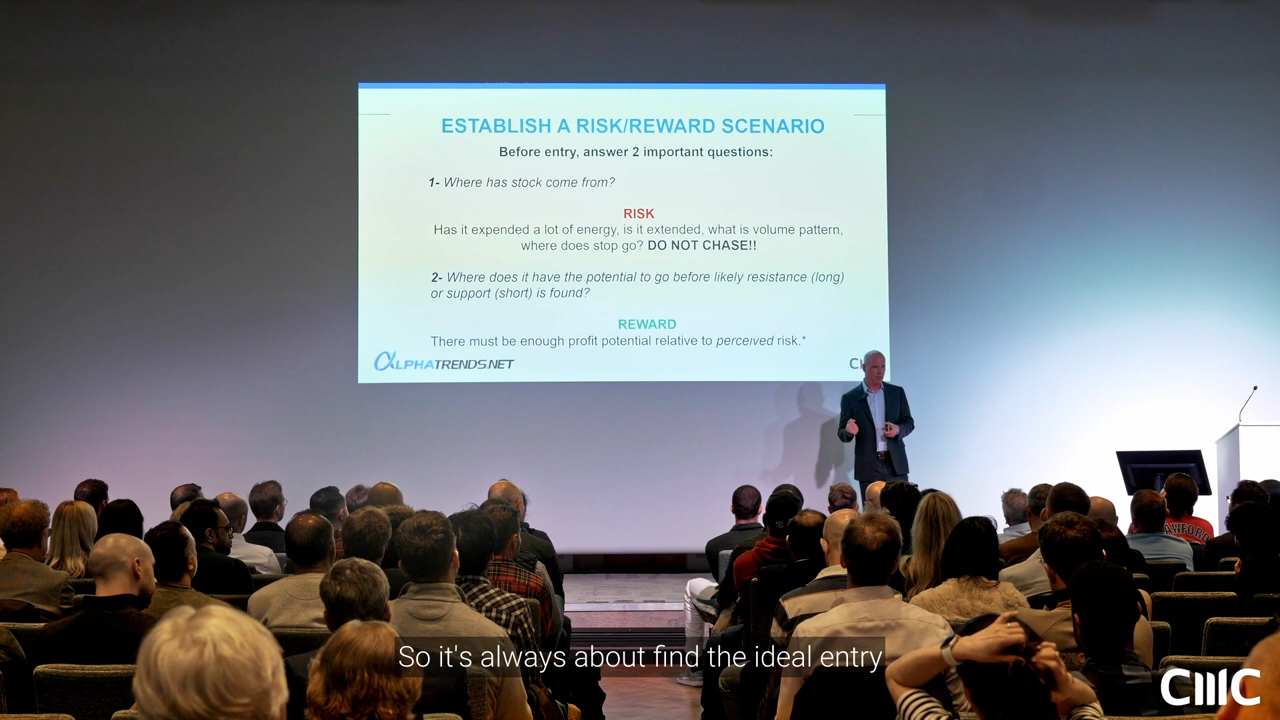 ESTABLISH A RISK/REWARD SCENARIO
Before entry, answer 2 important questions:
1- Where has stock come from?
RISK
Has it expended a lot of energy, is it extended, what is volume pattern,
where does stop go? DO NOT CHASE!!
2- Where does it have the potential to go before likely resistance (long)
or support (short) is found?
REWARD
There must be enough profit potential relative to perceived risk.*
ALPHATRENDS.NET
So it's always about find the ideal entry
CMC